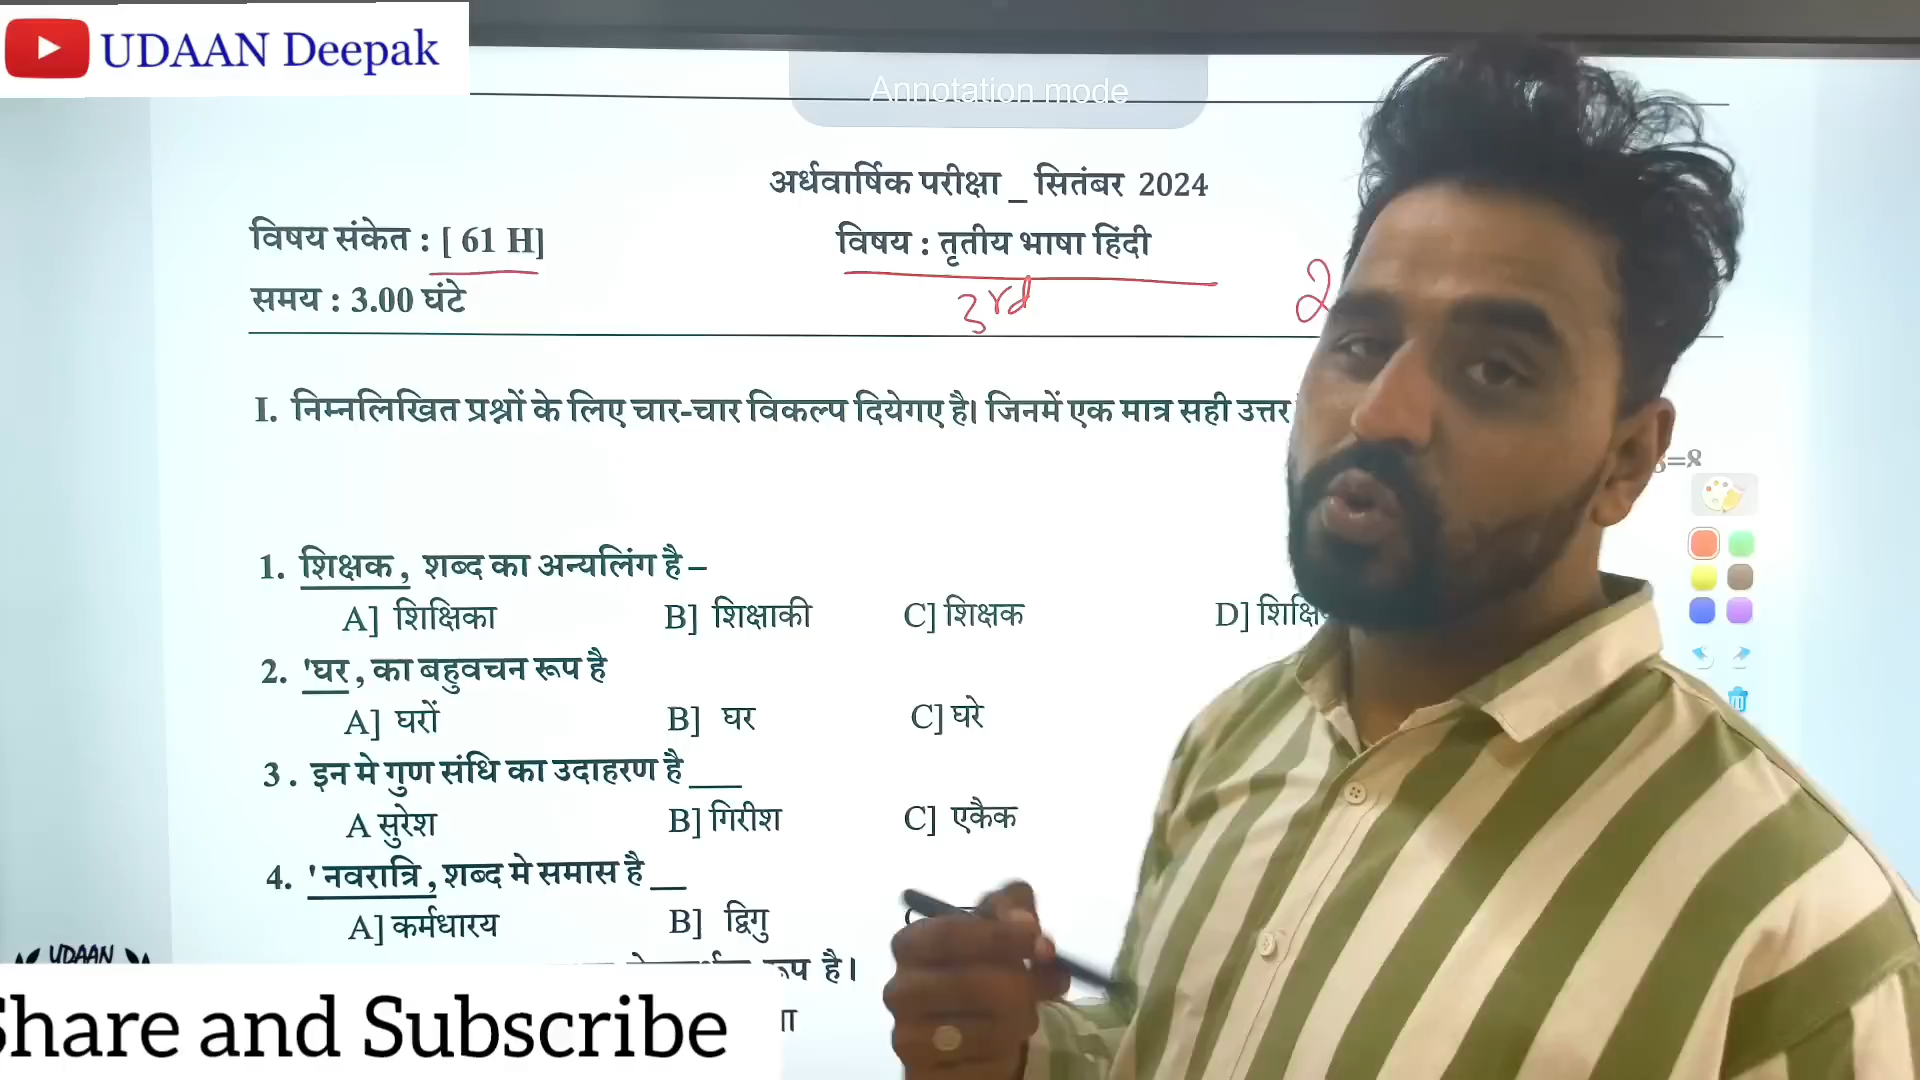 UDAAN Deepak
Annotation mode
अर्धवार्षिक परीक्षा _ सितंबर 2024
विषय संकेत : [ 61 H]
विषय : तृतीय भाषा हिंदी
3rd
2
समय : 3.00 घंटे
I. निम्नलिखित प्रश्नों के लिए चार-चार विकल्प दियेगए है। जिनमें एक मात्र सही उत्तर
=8
1. शिक्षक , शब्द का अन्यलिंग है –
A] शिक्षिका B] शिक्षाकी C] शिक्षक D]
2. 'घर , का बहुवचन रूप है
A] घरों B] घर C] घरे
3 . इन मे गुण संधि का उदाहरण है ___
A सुरेश B] गिरीश C] एकैक
4. ' नवरात्रि , शब्द मे समास है __
A] कर्मधारय B] द्विगु
है।
UDAAN
Share and Subscribe